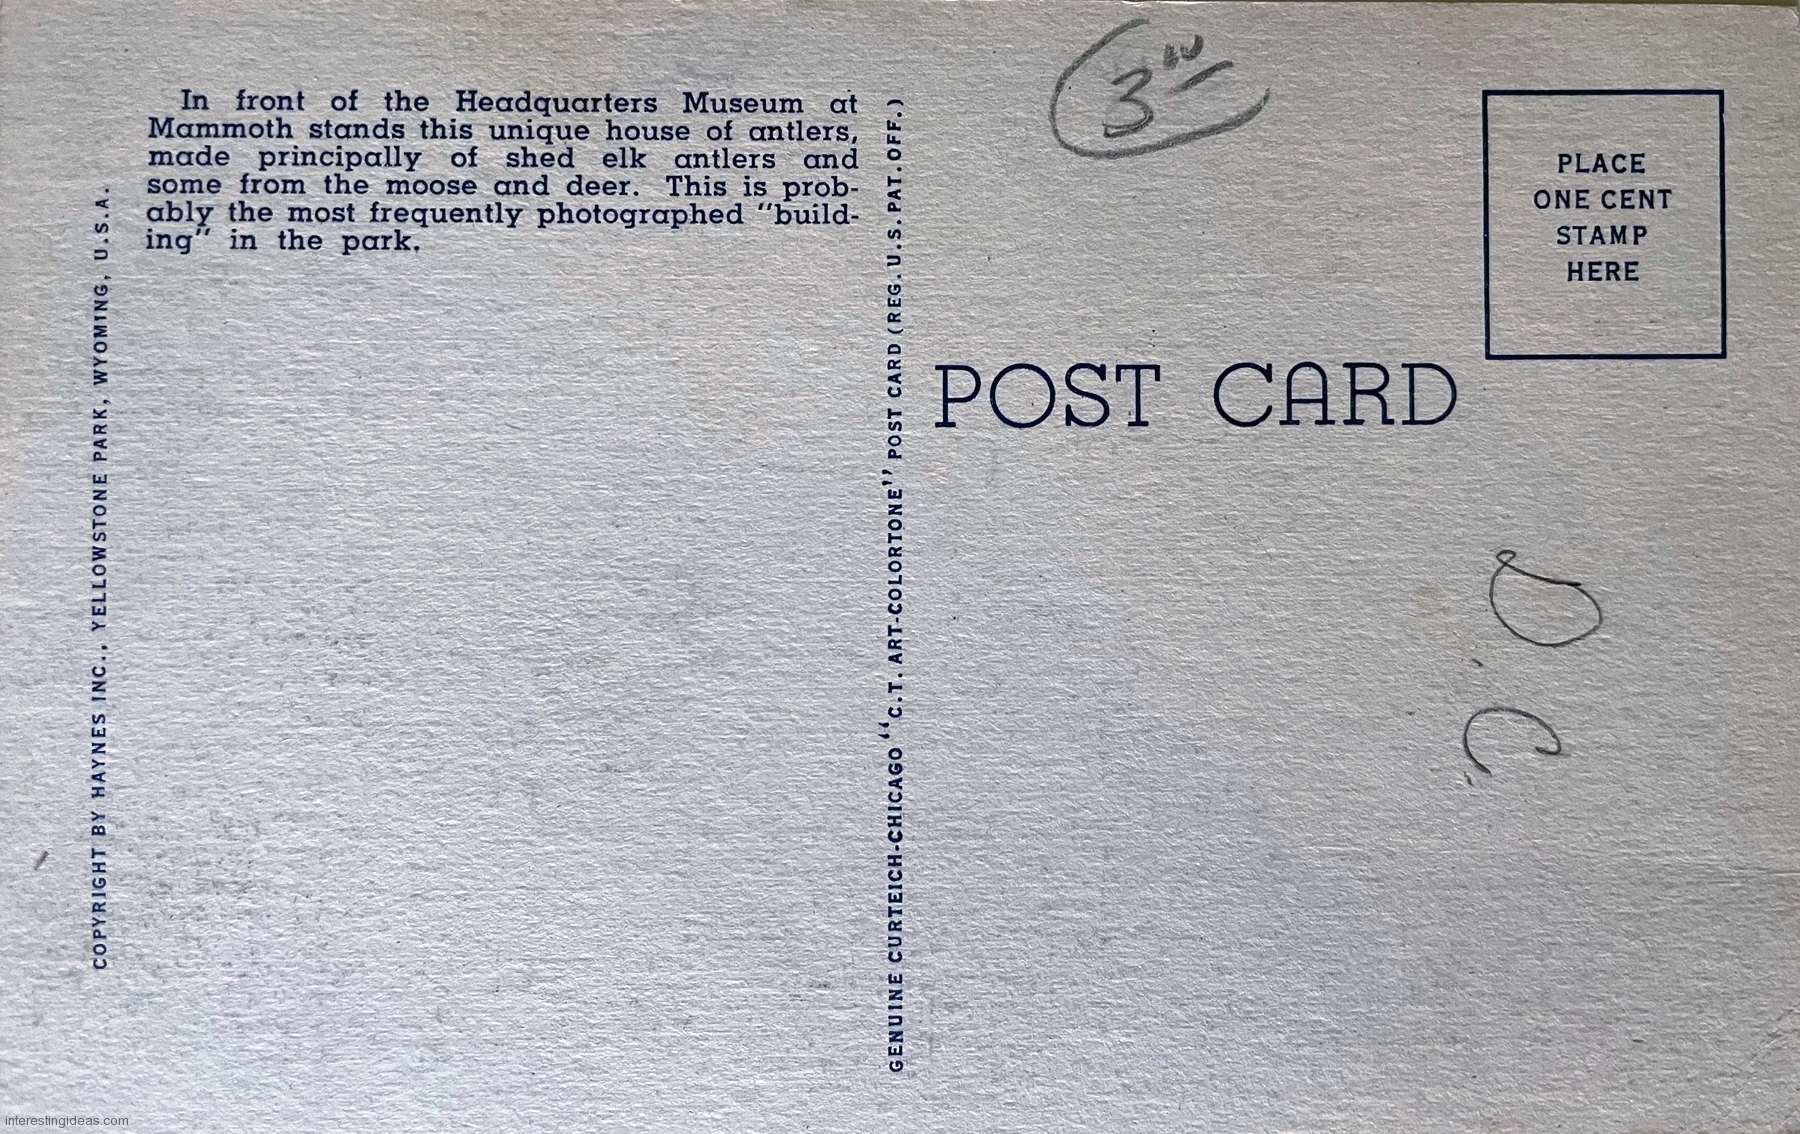 In front of the Headquarters Museum at
Mammoth stands this unique house of antlers,
made principally of shed elk antlers and
some from the moose and deer. This is prob-
ably the most frequently photographed "build-
ing" in the park.
COPYRIGHT BY HAYNES INC., YELLOWSTONE PARK, WYOMING, U.S.A.
GENUINE CURTEICH-CHICAGO "C.T. ART-COLORTONE" POST CARD (REG. U.S. PAT. OFF.)
3 00
PLACE
ONE CENT
STAMP
HERE
POST CARD
interestingideas.com